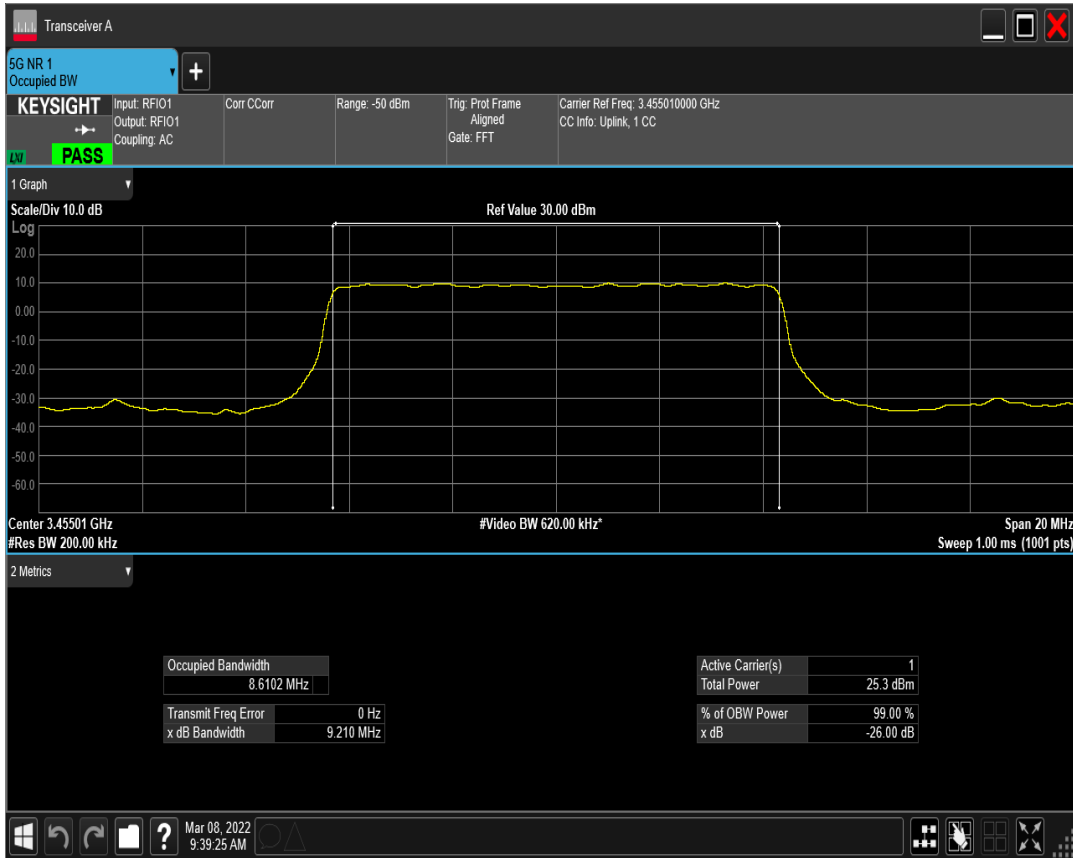 Transceiver A
5G NR 1
Occupied BW
+
KEYSIGHT
LXI
PASS
Input: RFIO1
Output: RFIO1
Coupling: AC
Corr CCorr
Range: -50 dBm
Trig: Prot Frame
Aligned
Gate: FFT
Carrier Ref Freq: 3.455010000 GHz
CC Info: Uplink, 1 CC
1 Graph
Scale/Div 10.0 dB
Ref Value 30.00 dBm
Log
20.0
10.0
0.00
-10.0
-20.0
-30.0
-40.0
-50.0
-60.0
Center 3.45501 GHz
#Video BW 620.00 kHz*
Span 20 MHz
#Res BW 200.00 kHz
Sweep 1.00 ms (1001 pts)
2 Metrics
Occupied Bandwidth
8.6102 MHz
Transmit Freq Error 0 Hz
x dB Bandwidth 9.210 MHz
Active Carrier(s) 1
Total Power 25.3 dBm
% of OBW Power 99.00 %
x dB -26.00 dB
?
Mar 08, 2022
9:39:25 AM